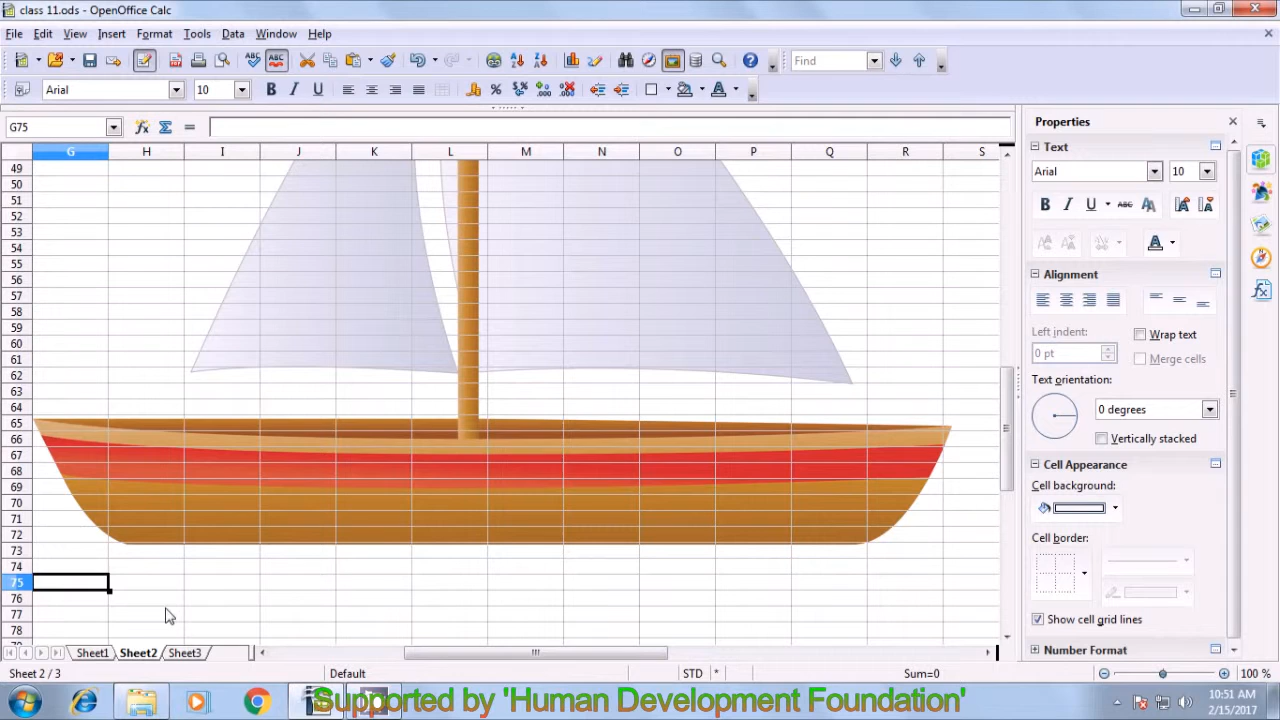 class 11.ods - OpenOffice Calc
File Edit View Insert Format Tools Data Window Help
Find
Arial 10
G75
G H I J K L M N O P Q R S
49
50
51
52
53
54
55
56
57
58
59
60
61
62
63
64
65
66
67
68
69
70
71
72
73
74
75
76
77
78
Properties
Text
Arial 10
Alignment
Left indent:
Wrap text
0 pt
Merge cells
Text orientation:
0 degrees
Vertically stacked
Cell Appearance
Cell background:
Cell border:
Show cell grid lines
Number Format
Sheet1 Sheet2 Sheet3
Sheet 2 / 3 Default STD * Sum=0 100 %
Supported by 'Human Development Foundation'
10:51 AM
2/15/2017